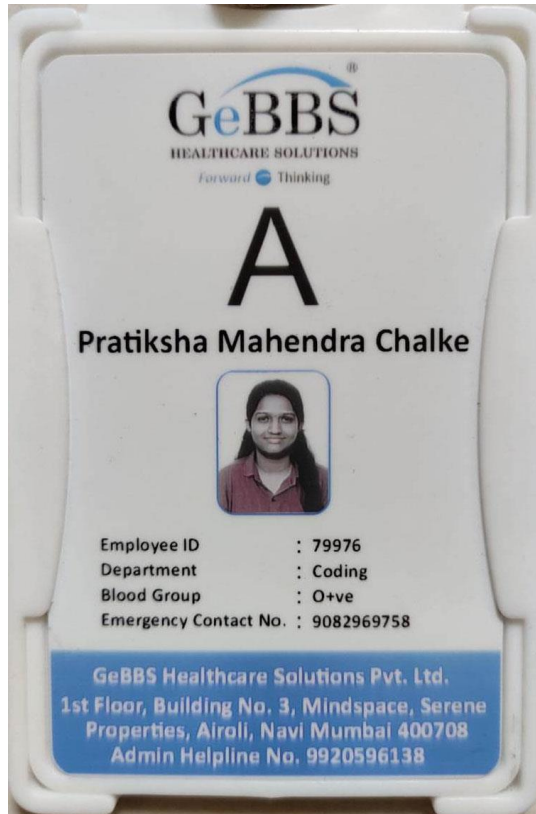 GeBBS®
HEALTHCARE SOLUTIONS
Forward Thinking
A
Pratiksha Mahendra Chalke
Employee ID : 79976
Department : Coding
Blood Group : O+ve
Emergency Contact No. : 9082969758
GeBBS Healthcare Solutions Pvt. Ltd.
1st Floor, Building No. 3, Mindspace, Serene
Properties, Airoli, Navi Mumbai 400708
Admin Helpline No. 9920596138